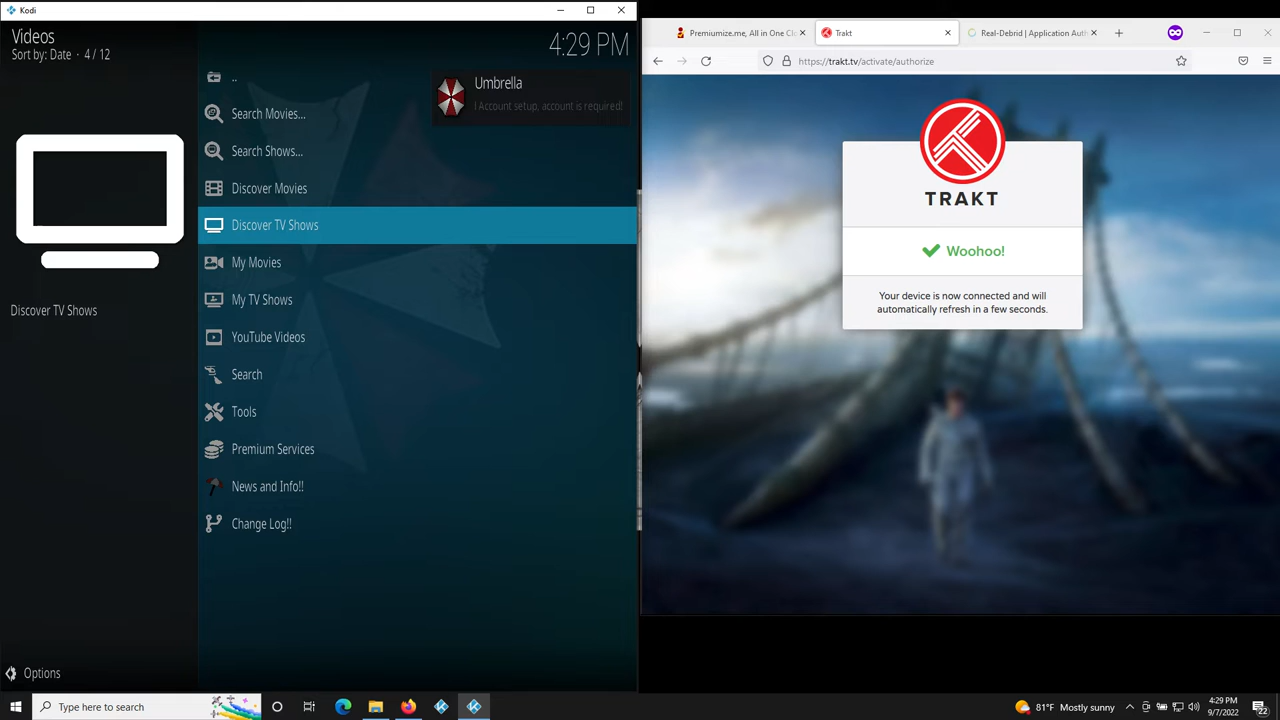 Kodi
Videos
Sort by: Date · 4 / 12
4:29 PM
..
Umbrella
Account setup, account is required!
Search Movies...
Search Shows...
Discover Movies
Discover TV Shows
My Movies
My TV Shows
YouTube Videos
Search
Tools
Premium Services
News and Info!!
Change Log!!
Discover TV Shows
Options
Premiumize.me, All in One Clo
Trakt
Real-Debrid | Application Auth
https://trakt.tv/activate/authorize
TRAKT
Woohoo!
Your device is now connected and will
automatically refresh in a few seconds.
Type here to search
81°F Mostly sunny
4:29 PM
9/7/2022
22